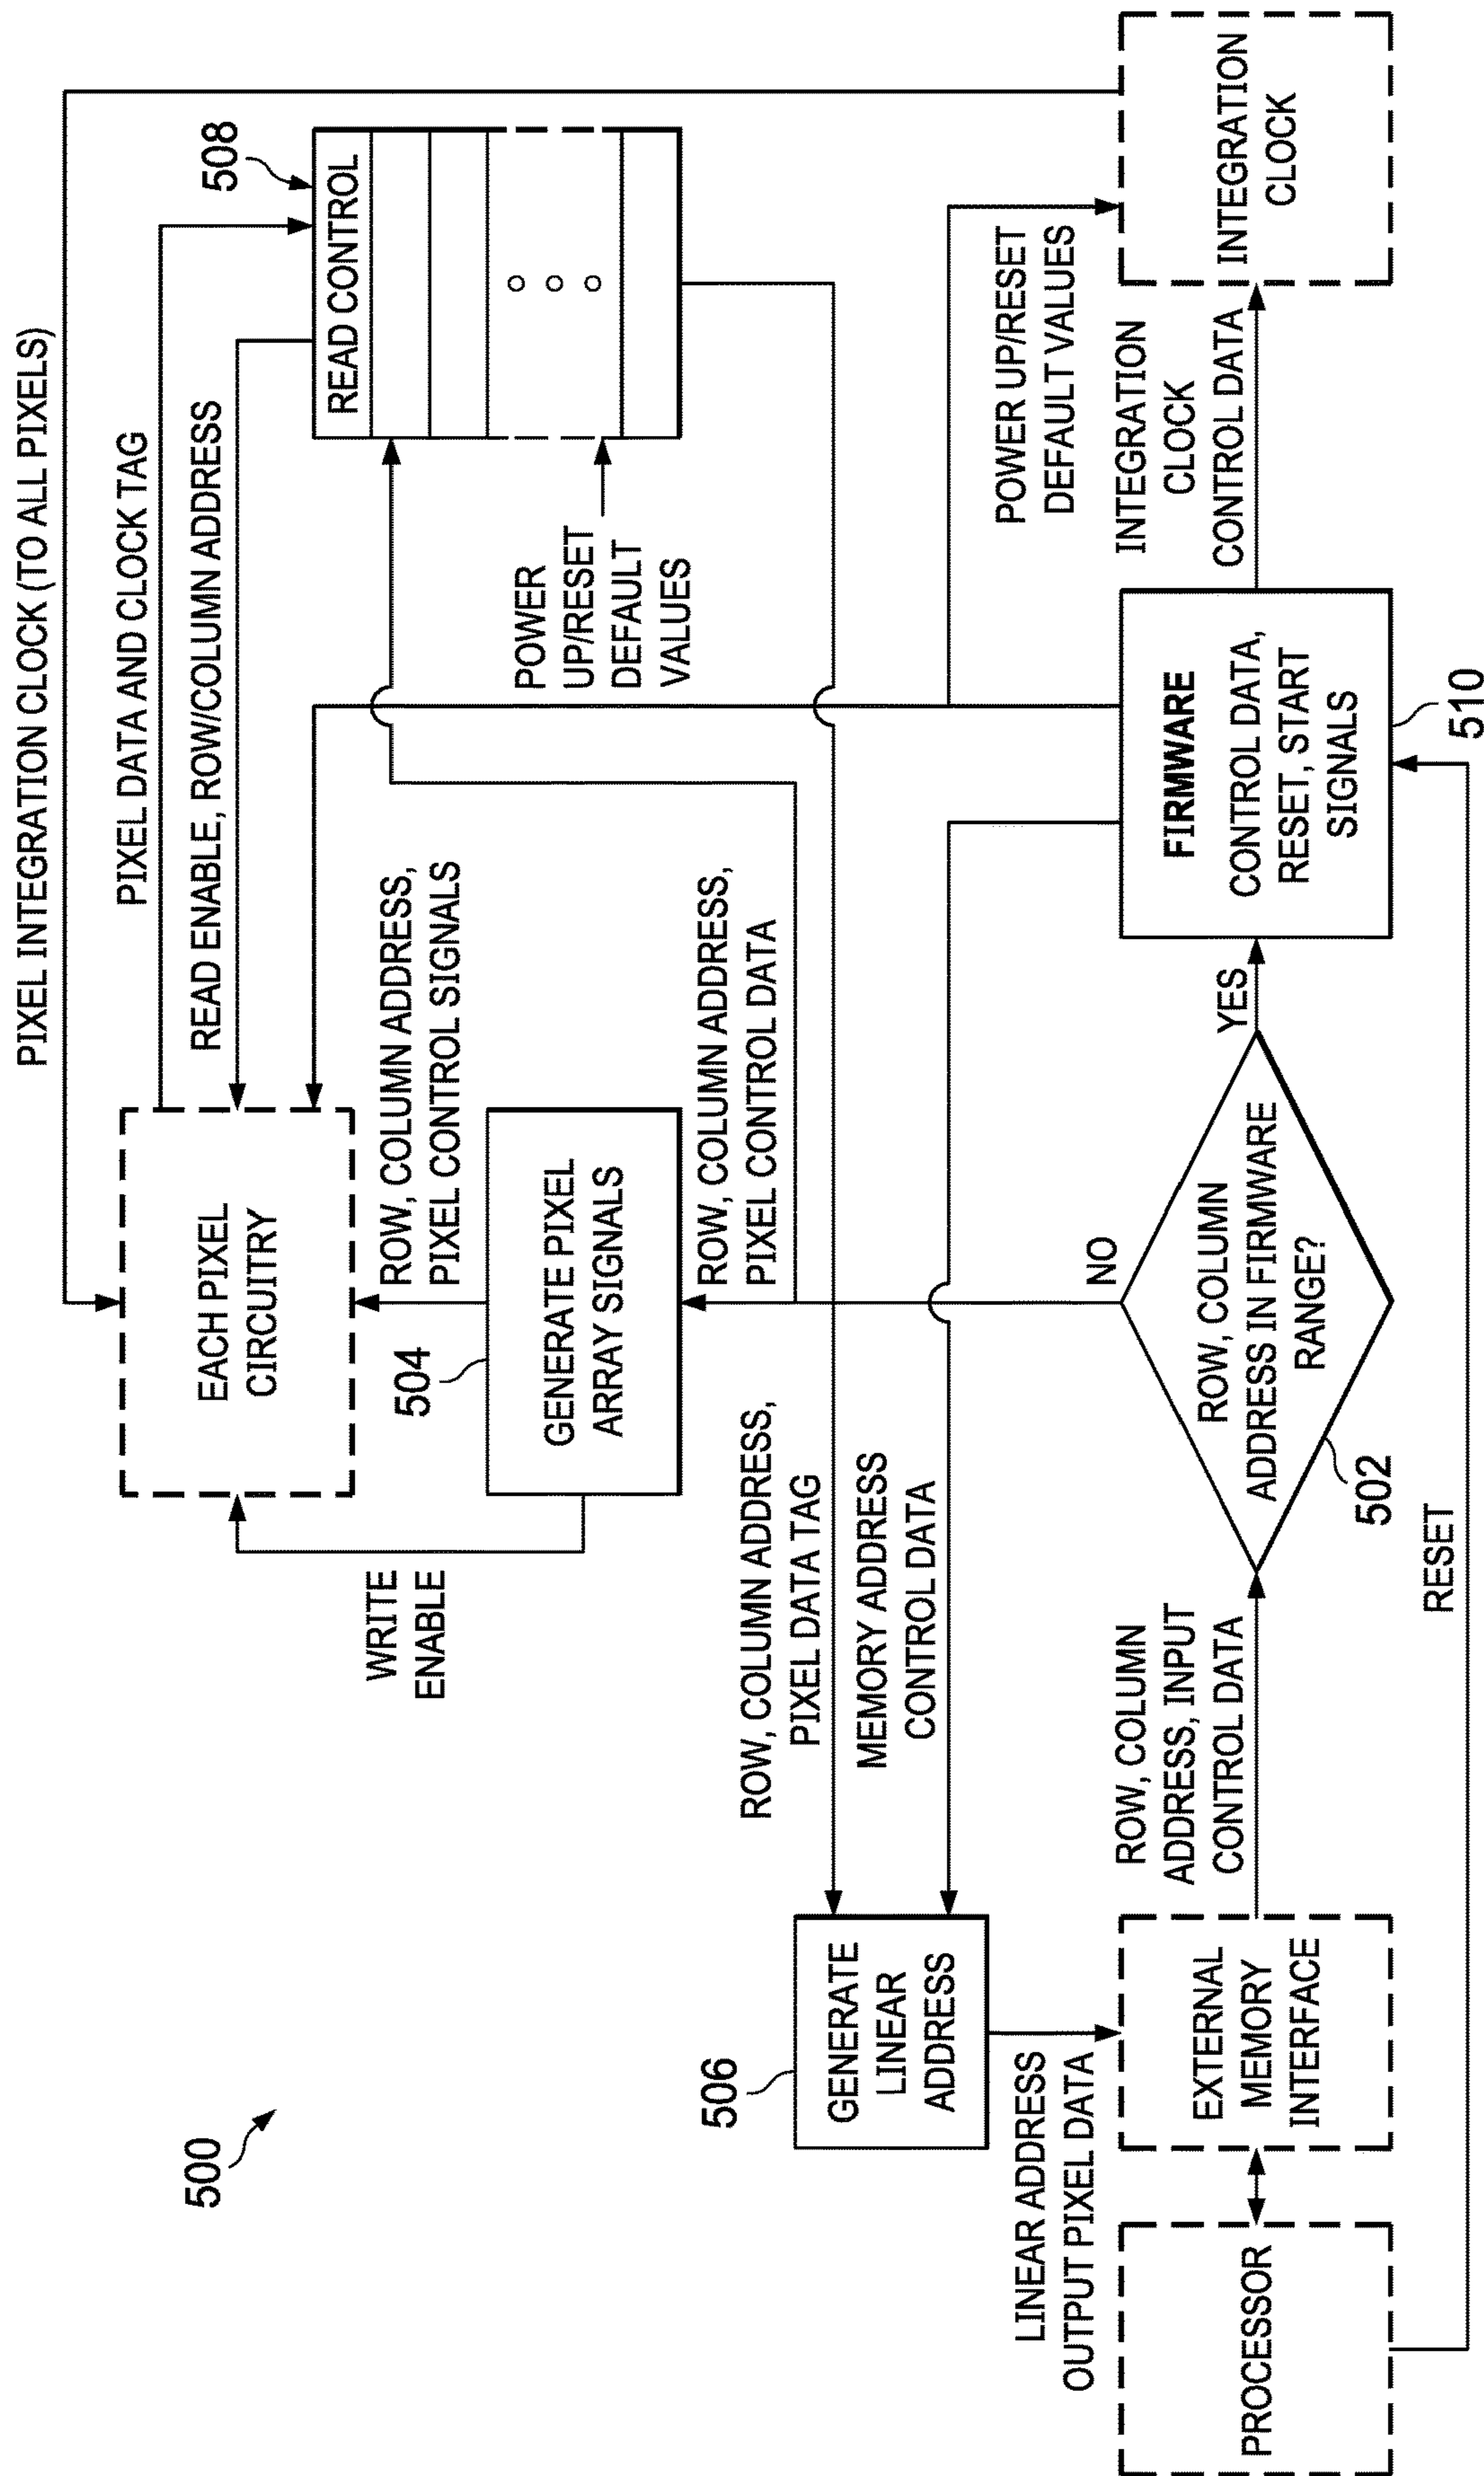 500
PIXEL INTEGRATION CLOCK (TO ALL PIXELS)
PIXEL DATA AND CLOCK TAG
READ ENABLE, ROW/COLUMN ADDRESS
508
READ CONTROL
EACH PIXEL
CIRCUITRY
WRITE
ENABLE
ROW, COLUMN ADDRESS,
PIXEL CONTROL SIGNALS
504
GENERATE PIXEL
ARRAY SIGNALS
POWER
UP/RESET
DEFAULT
VALUES
ROW, COLUMN ADDRESS,
PIXEL CONTROL DATA
ROW, COLUMN ADDRESS,
PIXEL DATA TAG
MEMORY ADDRESS
CONTROL DATA
506
GENERATE
LINEAR
ADDRESS
LINEAR ADDRESS
OUTPUT PIXEL DATA
POWER UP/RESET
DEFAULT VALUES
PROCESSOR
EXTERNAL
MEMORY
INTERFACE
ROW, COLUMN
ADDRESS, INPUT
CONTROL DATA
NO
ROW, COLUMN
ADDRESS IN FIRMWARE
RANGE?
502
YES
FIRMWARE
CONTROL DATA,
RESET, START
SIGNALS
510
INTEGRATION
CLOCK
CONTROL DATA
INTEGRATION
CLOCK
RESET